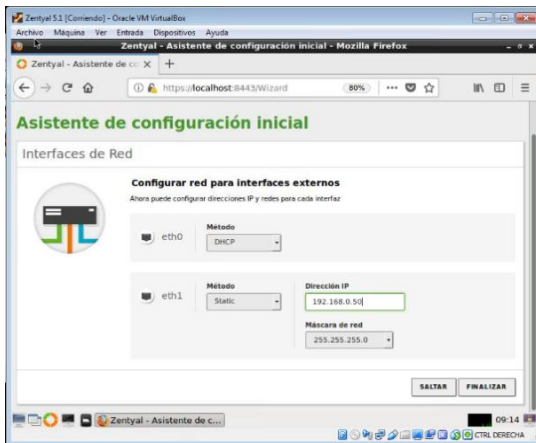 Zentyal 5.1 [Corriendo] - Oracle VM VirtualBox
Archivo Máquina Ver Entrada Dispositivos Ayuda
Zentyal - Asistente de configuración inicial - Mozilla Firefox
Zentyal - Asistente de co
https://localhost:8443/Wizard 80%
Asistente de configuración inicial
Interfaces de Red
Configurar red para interfaces externos
Ahora puede configurar direcciones IP y redes para cada interfaz
eth0
Método
DHCP
eth1
Método
Static
Dirección IP
192.168.0.50
Máscara de red
255.255.255.0
SALTAR FINALIZAR
Zentyal - Asistente de c...
09:14
CTRL DERECHA